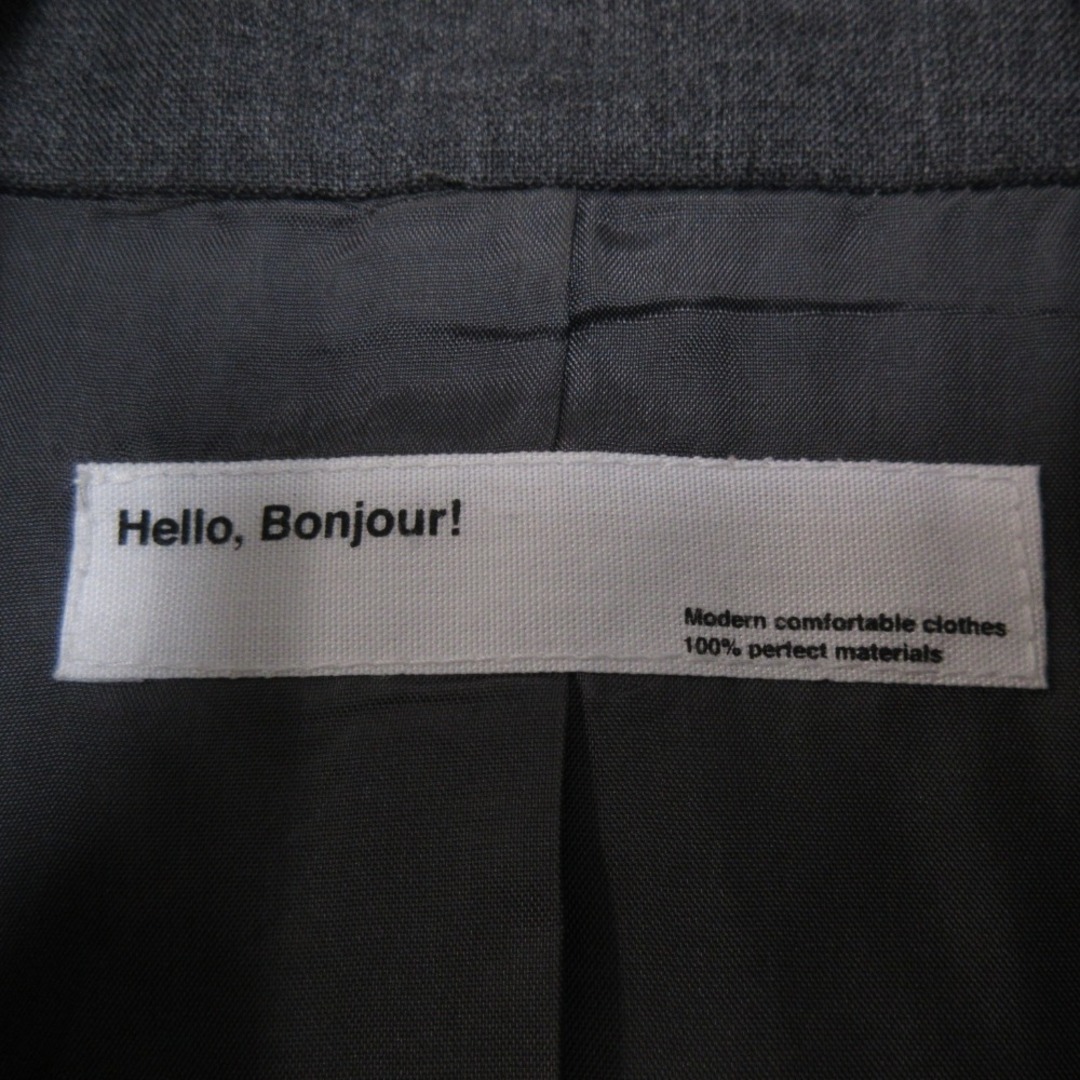 Hello, Bonjour!
Modern comfortable clothes
100% perfect materials